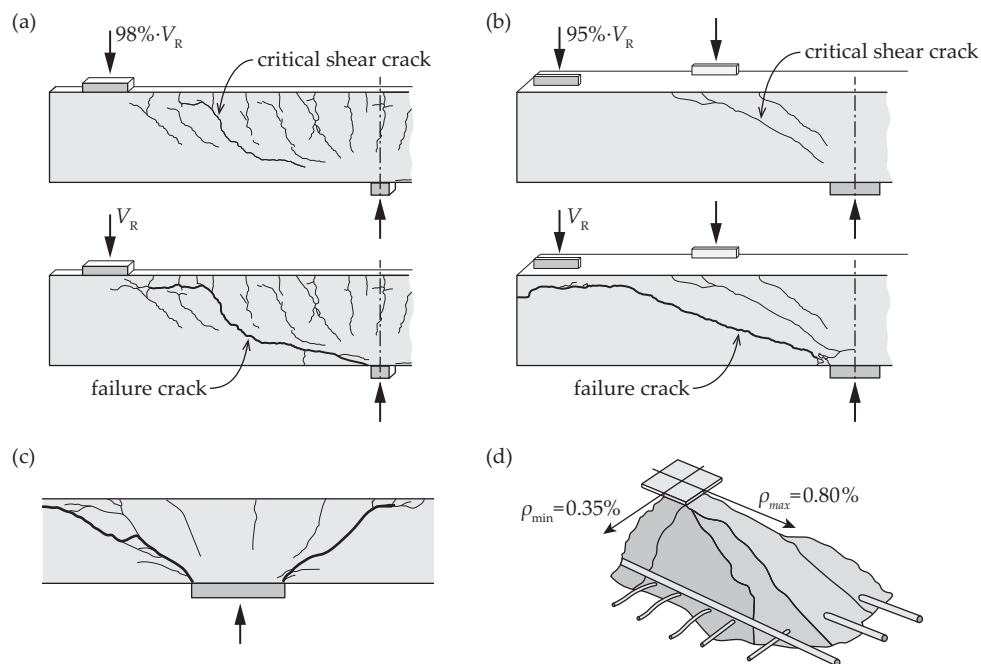 (a)
98%·V_R
critical shear crack
V_R
failure crack
(b)
95%·V_R
critical shear crack
V_R
failure crack
(c)
(d)
ρ_min=0.35%
ρ_max=0.80%